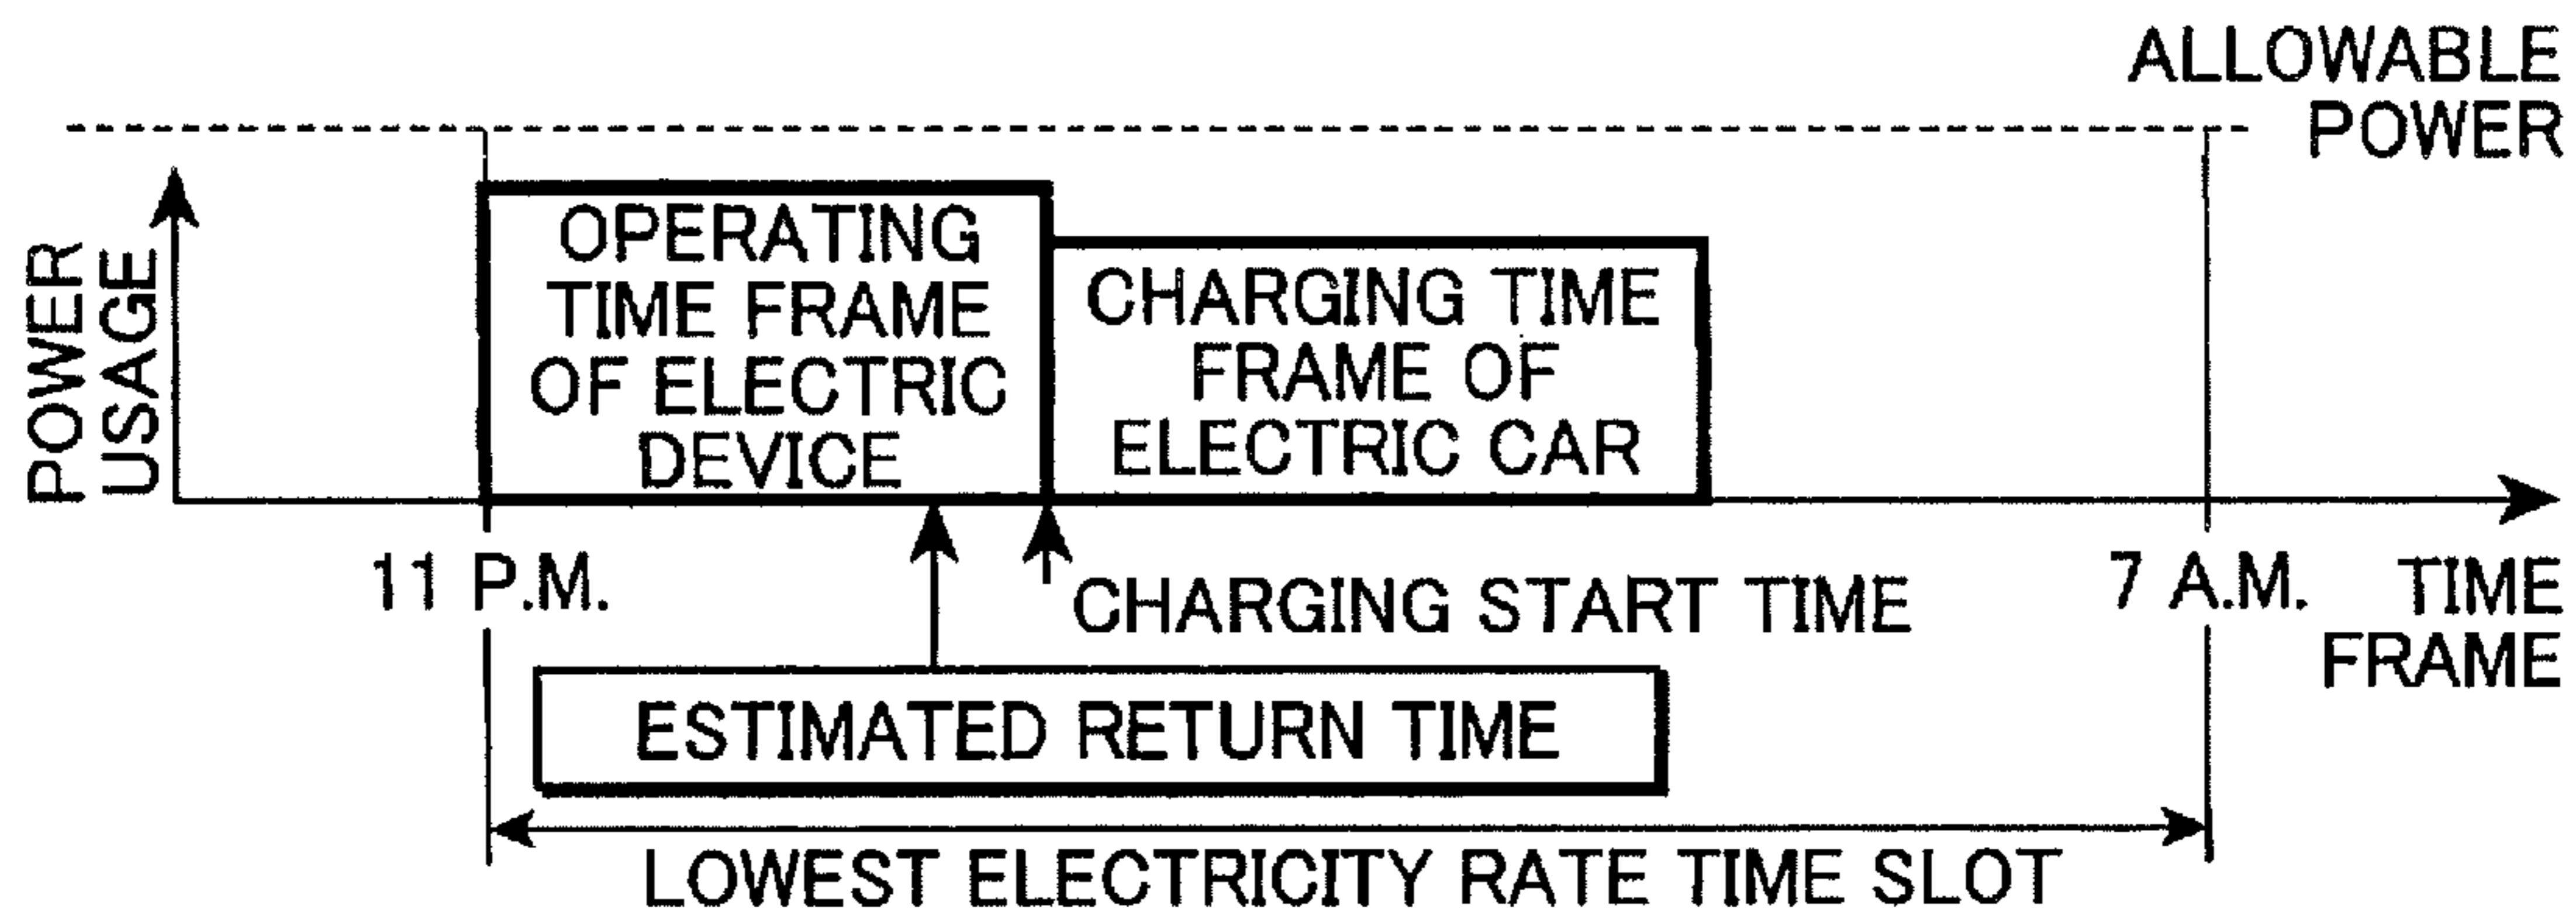 ALLOWABLE
POWER
POWER
USAGE
OPERATING
TIME FRAME
OF ELECTRIC
DEVICE
CHARGING TIME
FRAME OF
ELECTRIC CAR
11 P.M.
CHARGING START TIME
7 A.M.
TIME
FRAME
ESTIMATED RETURN TIME
LOWEST ELECTRICITY RATE TIME SLOT